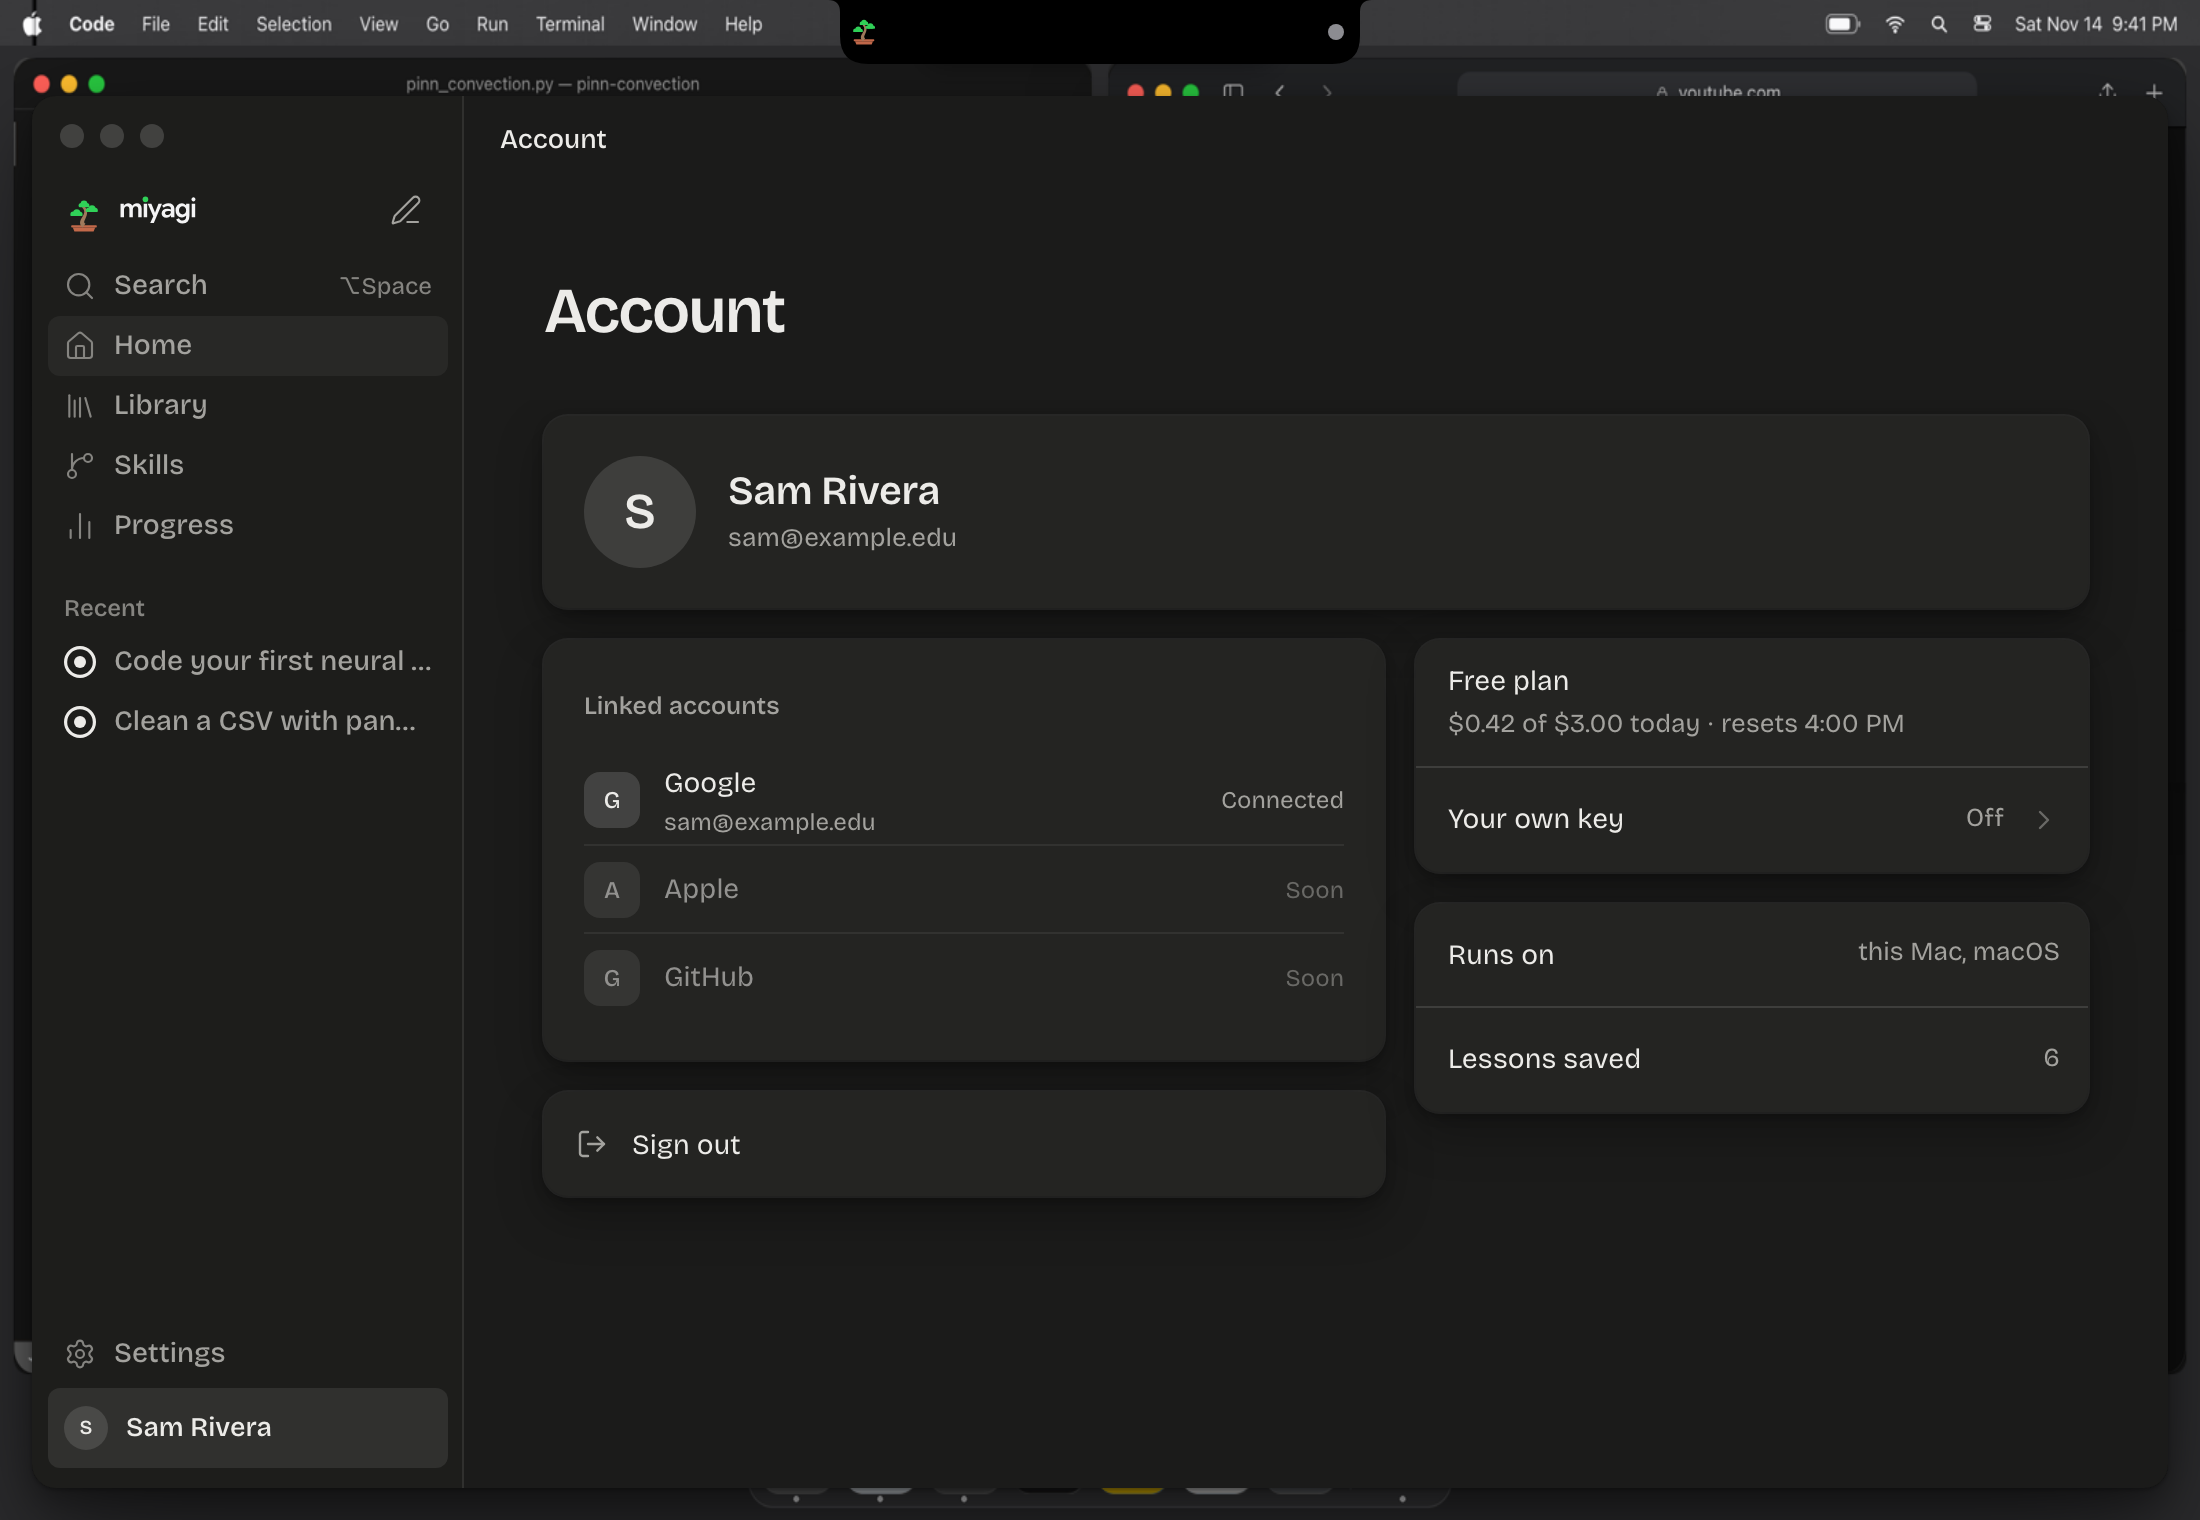 Code File Edit Selection View Go Run Terminal Window Help
Sat Nov 14 9:41 PM
pinn_convection.py — pinn-convection
youtube.com
Account
miyagi
Search ⌥Space
Home
Library
Skills
Progress
Recent
Code your first neural ...
Clean a CSV with pan...
Settings
S Sam Rivera
Account
S
Sam Rivera
sam@example.edu
Linked accounts
G Google Connected
sam@example.edu
A Apple Soon
G GitHub Soon
Sign out
Free plan
$0.42 of $3.00 today · resets 4:00 PM
Your own key Off
Runs on this Mac, macOS
Lessons saved 6